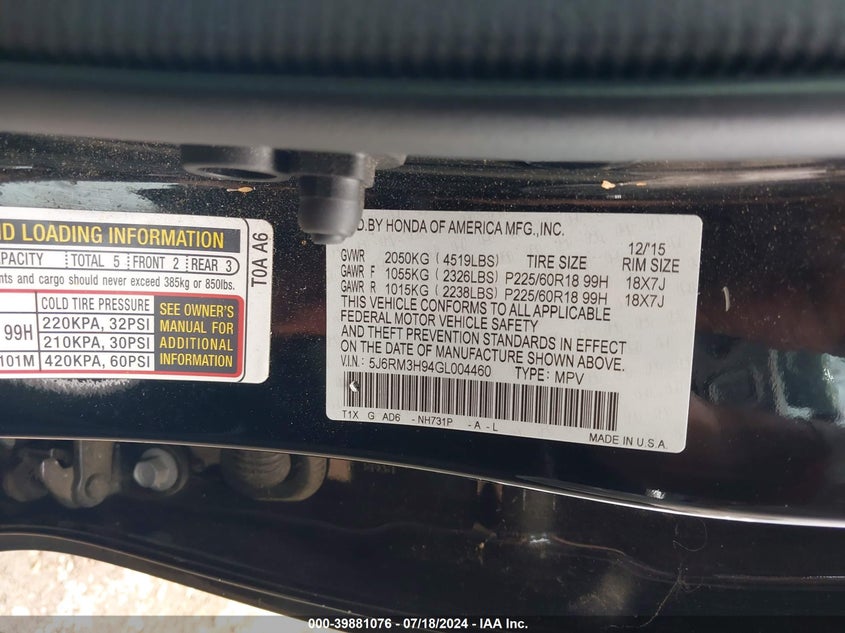 ND LOADING INFORMATION
APACITY TOTAL 5 FRONT 2 REAR 3
nts and cargo should never exceed 385kg or 850lbs.
COLD TIRE PRESSURE
99H 220KPA, 32PSI
210KPA, 30PSI
101M 420KPA, 60PSI
SEE OWNER'S
MANUAL FOR
ADDITIONAL
INFORMATION
T0A A6
D.BY HONDA OF AMERICA MFG.,INC.
12/15
GVWR 2050KG (4519LBS) TIRE SIZE RIM SIZE
GAWR F 1055KG (2326LBS) P225/60R18 99H 18X7J
GAWR R 1015KG (2238LBS) P225/60R18 99H 18X7J
THIS VEHICLE CONFORMS TO ALL APPLICABLE
FEDERAL MOTOR VEHICLE SAFETY
AND THEFT PREVENTION STANDARDS IN EFFECT
ON THE DATE OF MANUFACTURE SHOWN ABOVE.
V.I.N: 5J6RM3H94GL004460 TYPE: MPV
T1X G AD6 -NH731P -A-L
MADE IN U.S.A.
000-39881076 - 07/18/2024 - IAA Inc.